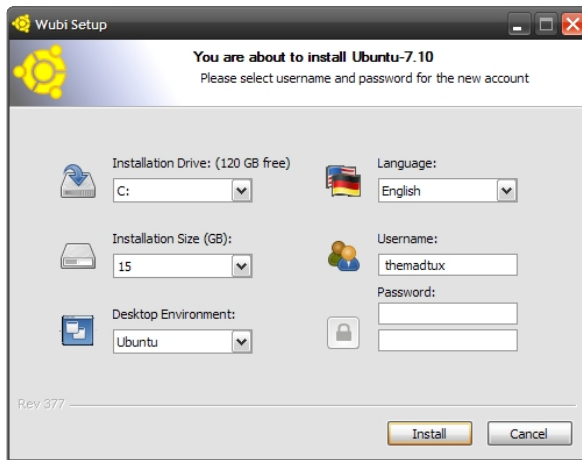 Wubi Setup
You are about to install Ubuntu-7.10
Please select username and password for the new account
Installation Drive: (120 GB free)
C:
Installation Size (GB):
15
Desktop Environment:
Ubuntu
Language:
English
Username:
themadtux
Password:
Rev 377
Install
Cancel